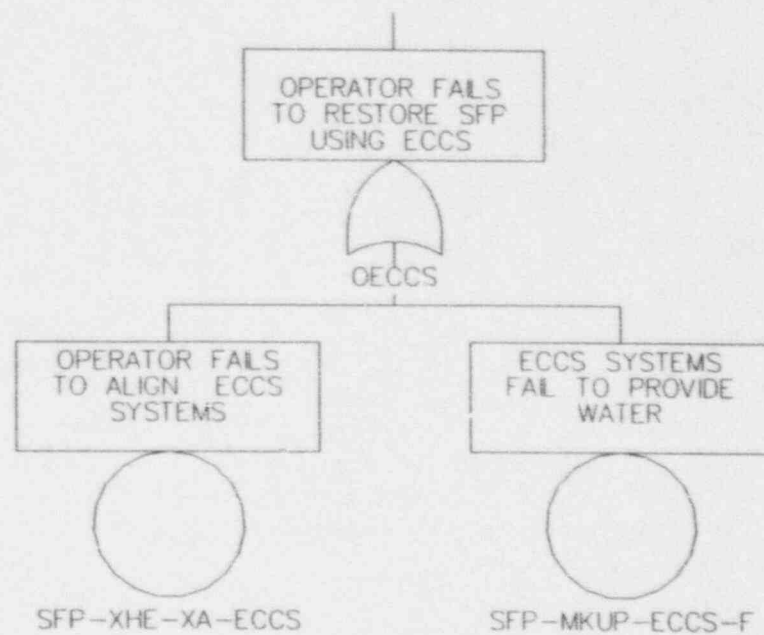 OPERATOR FAILS
TO RESTORE SFP
USING ECCS
OECCS
OPERATOR FAILS
TO ALIGN ECCS
SYSTEMS
ECCS SYSTEMS
FAIL TO PROVIDE
WATER
SFP-XHE-XA-ECCS
SFP-MKUP-ECCS-F